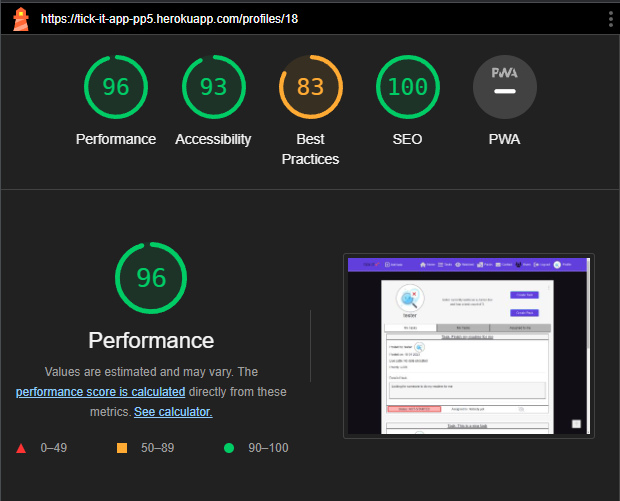 https://tick-it-app-pp5.herokuapp.com/profiles/18
96
93
83
100
PWA
Performance
Accessibility
Best
Practices
SEO
PWA
96
Performance
Values are estimated and may vary. The
performance score is calculated directly from these
metrics. See calculator.
0–49
50–89
90–100
tester